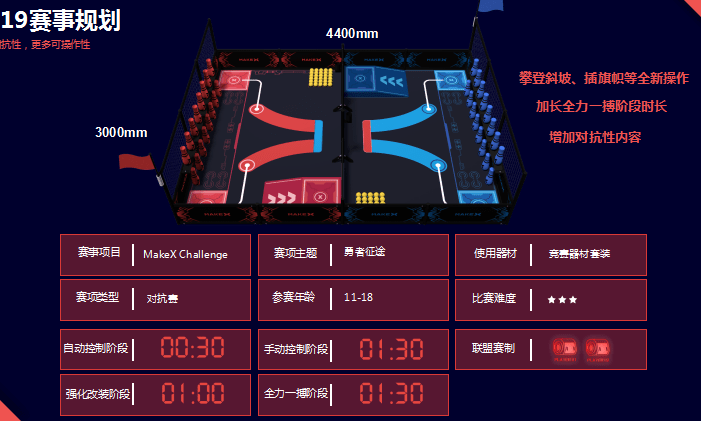 19赛事规划
抗性，更多可操作性
4400mm
3000mm
攀登斜坡、插旗帜等全新操作
加长全力一搏阶段时长
增加对抗性内容
赛事项目 MakeX Challenge
赛项主题 勇者征途
使用器材 竞赛器材套装
赛项类型 对抗赛
参赛年龄 11-18
比赛难度 ★★★
自动控制阶段 00:30
手动控制阶段 01:30
联盟赛制
强化改装阶段 01:00
全力一搏阶段 01:30